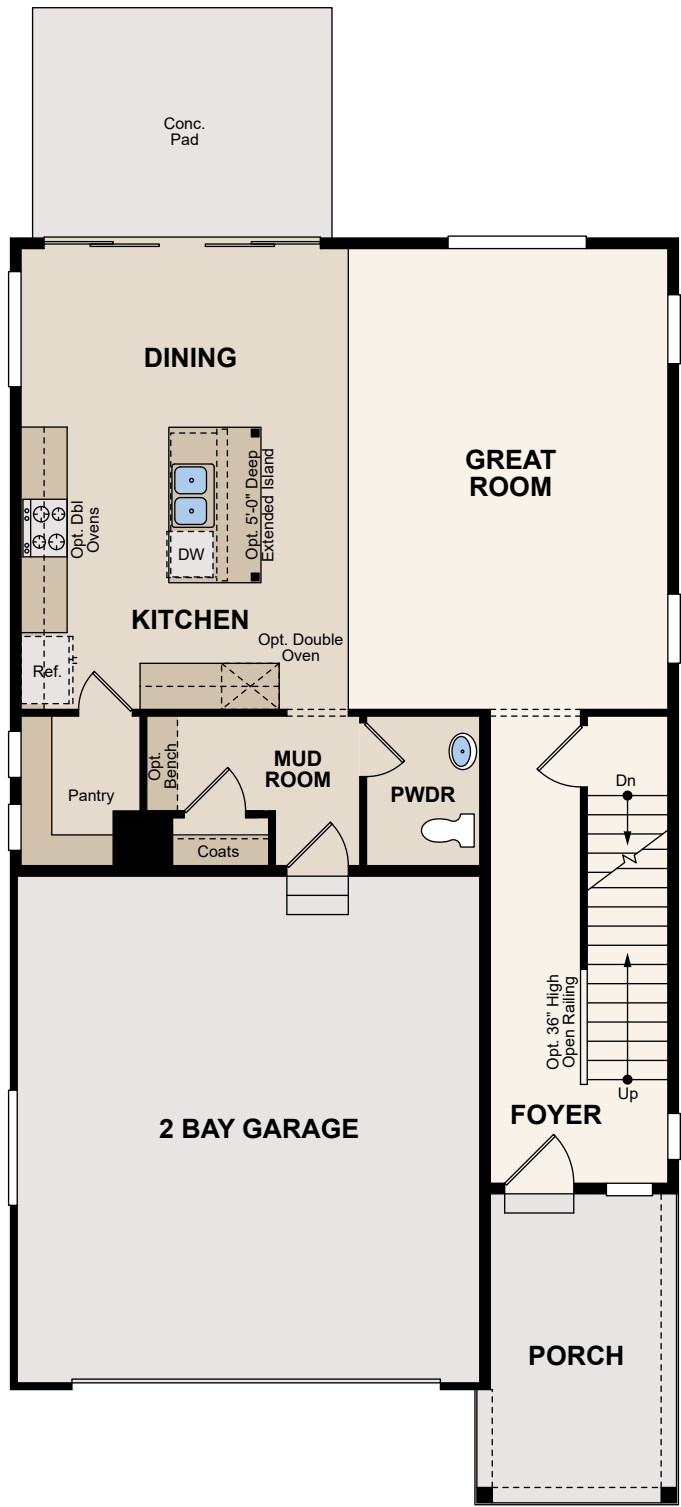 Conc.
Pad
DINING
GREAT
ROOM
Opt. Dbl
Ovens
Opt. 5'-0" Deep
Extended Island
DW
KITCHEN
Opt. Double
Oven
Ref.
Opt.
Bench
MUD
ROOM
Dn
Pantry
PWDR
Coats
Opt. 36" High
Open Railing
Up
FOYER
2 BAY GARAGE
PORCH